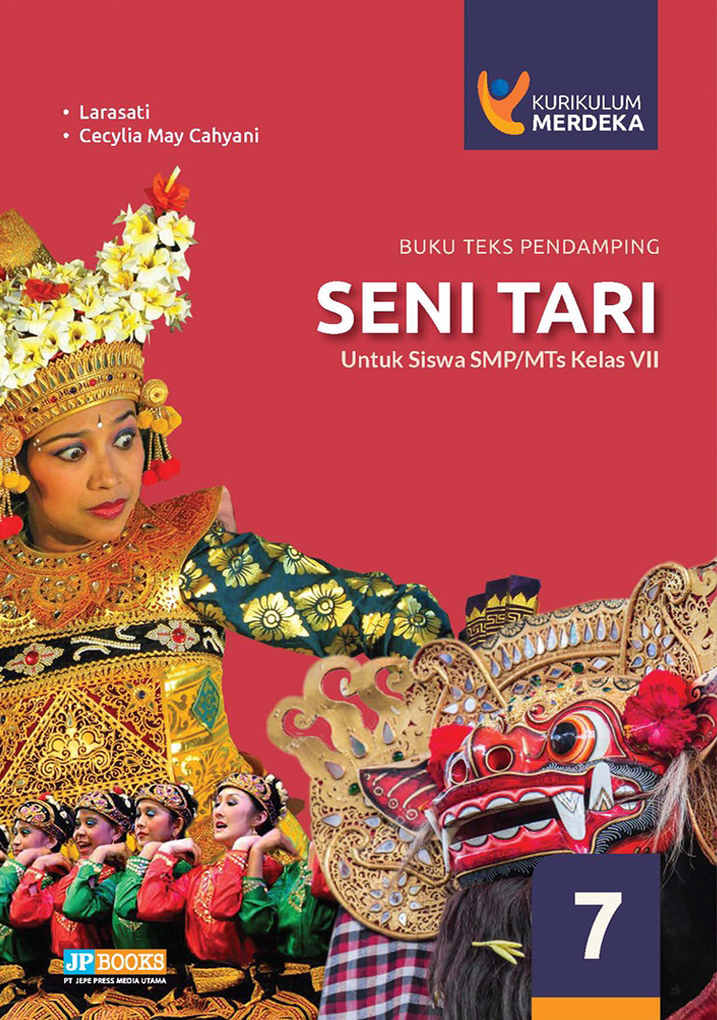 • Larasati
• Cecylia May Cahyani
KURIKULUM
MERDEKA
BUKU TEKS PENDAMPING
SENI TARI
Untuk Siswa SMP/MTs Kelas VII
7
JP BOOKS
PT JEPE PRESS MEDIA UTAMA